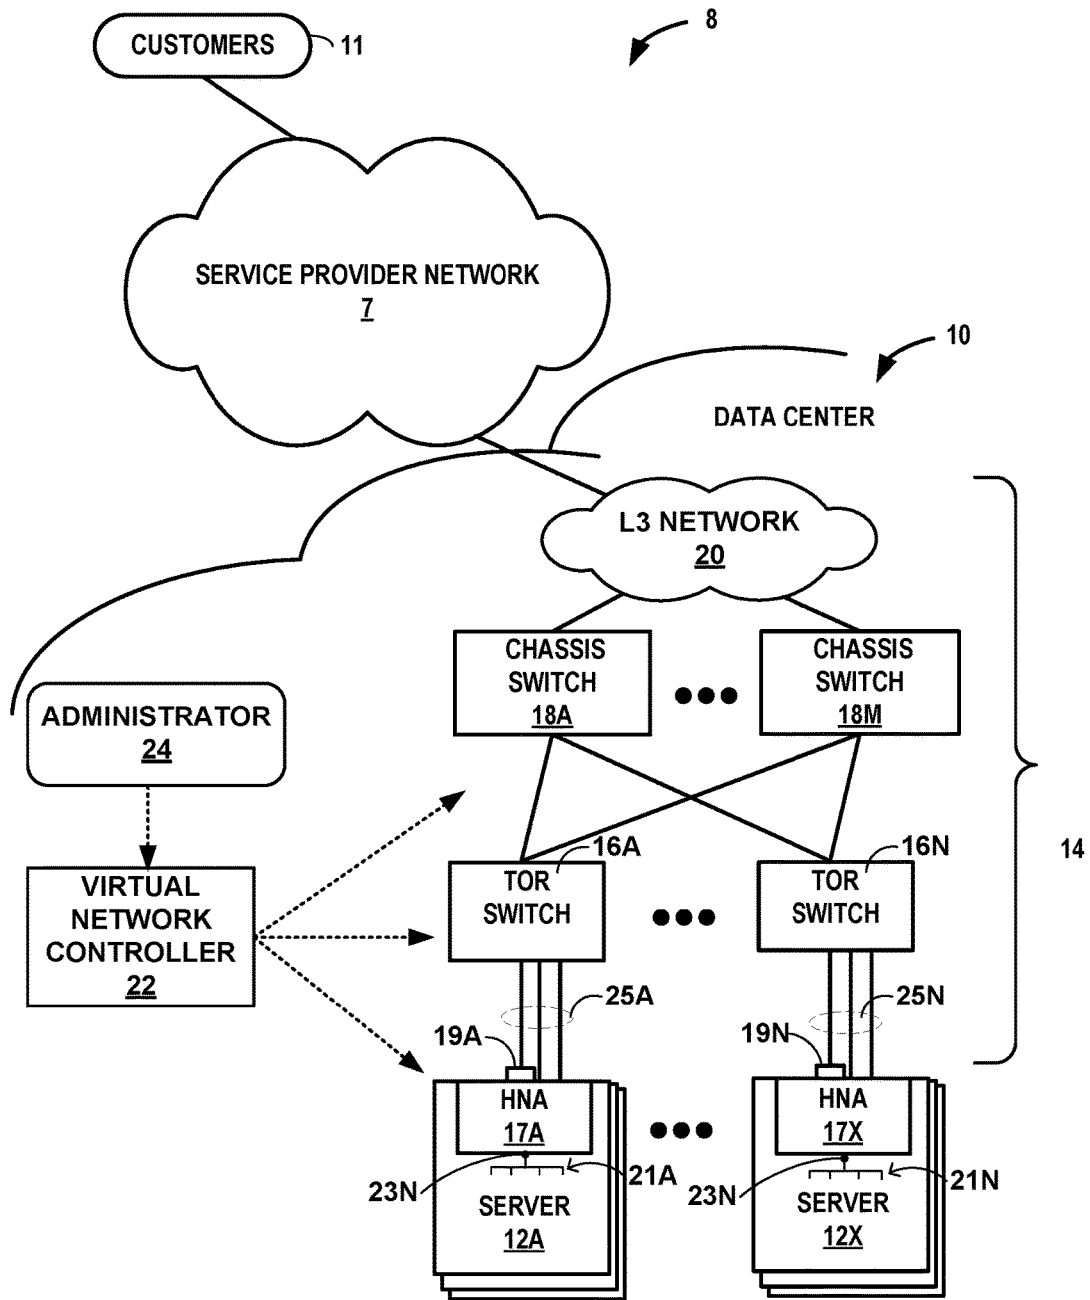 8
CUSTOMERS
11
SERVICE PROVIDER NETWORK
7
10
DATA CENTER
L3 NETWORK
20
CHASSIS
SWITCH
18A
CHASSIS
SWITCH
18M
ADMINISTRATOR
24
14
16A
TOR
SWITCH
16N
TOR
SWITCH
VIRTUAL
NETWORK
CONTROLLER
22
25A
25N
19A
19N
HNA
17A
HNA
17X
23N
21A
23N
21N
SERVER
12A
SERVER
12X